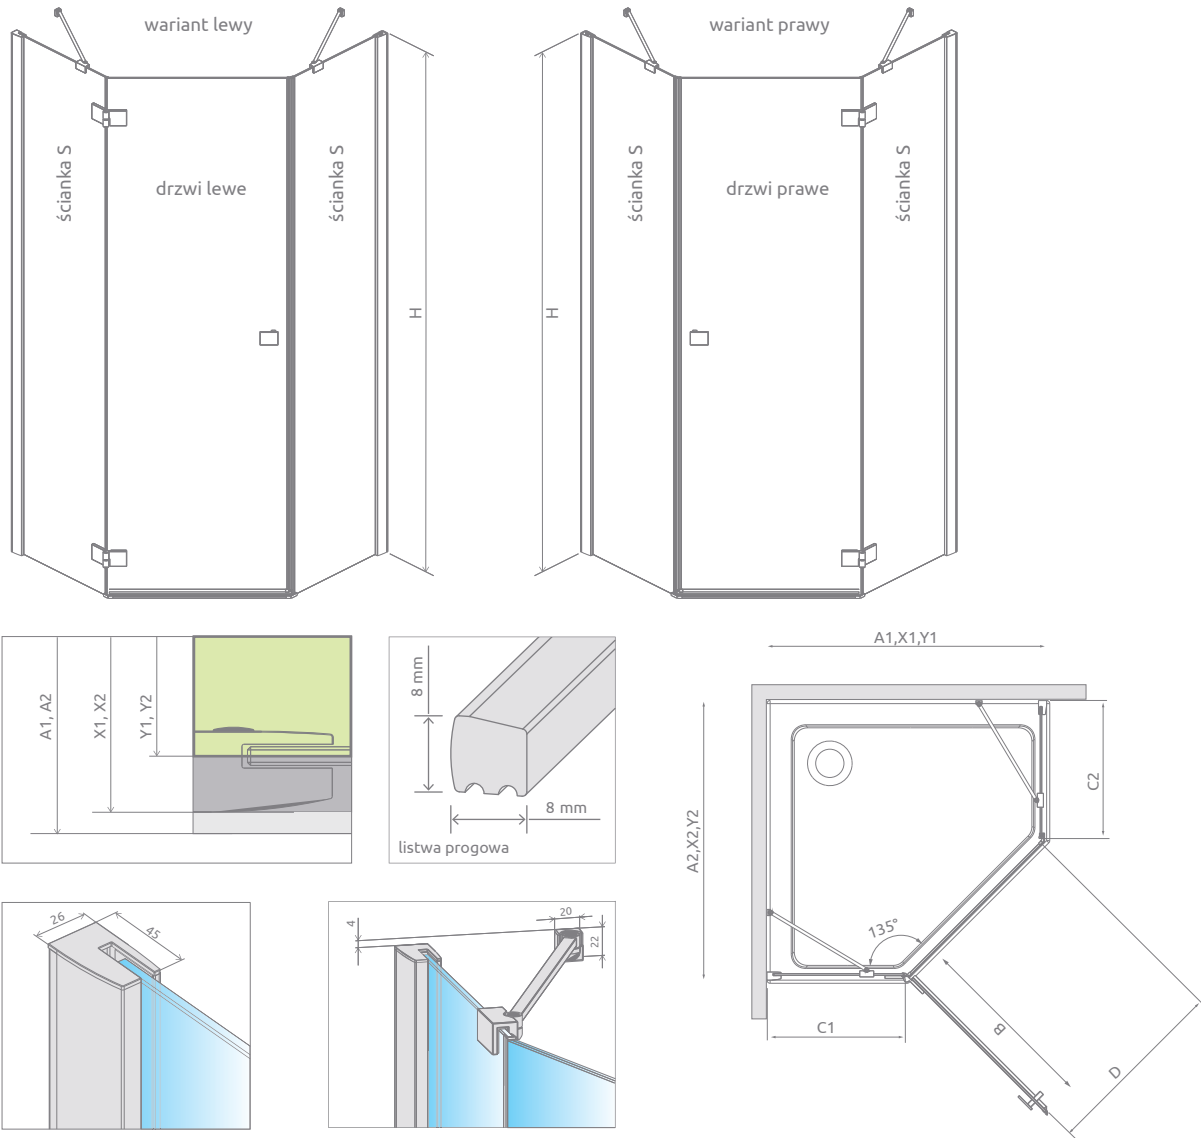 wariant lewy
wariant prawy
ścianka S
drzwi lewe
ścianka S
H
H
ścianka S
drzwi prawe
ścianka S
A1, A2
X1, X2
Y1, Y2
8 mm
8 mm
listwa progowa
A1,X1,Y1
A2,X2,Y2
C2
135°
C1
B
D
26
45
4
20
22